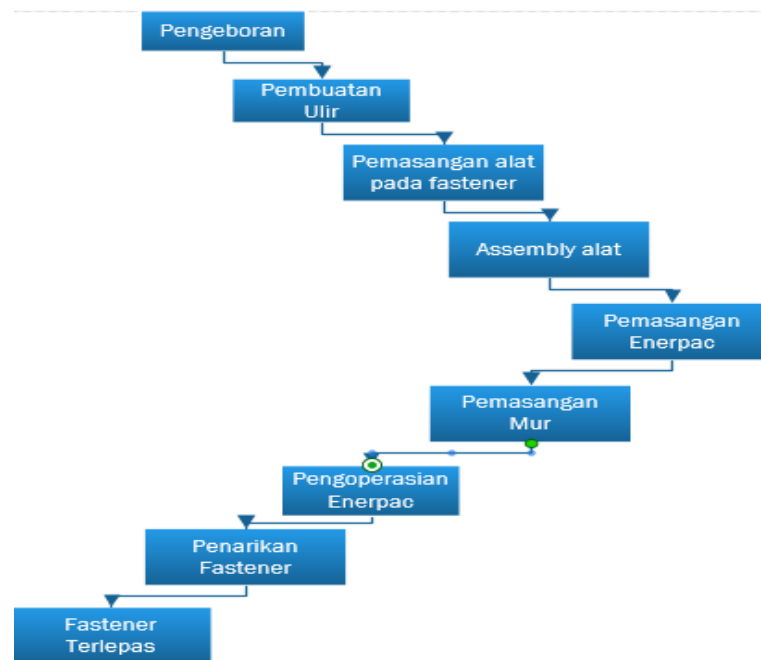 Pengeboran
Pembuatan
Ulir
Pemasangan alat
pada fastener
Assembly alat
Pemasangan
Enerpac
Pemasangan
Mur
Pengoperasian
Enerpac
Penarikan
Fastener
Fastener
Terlepas